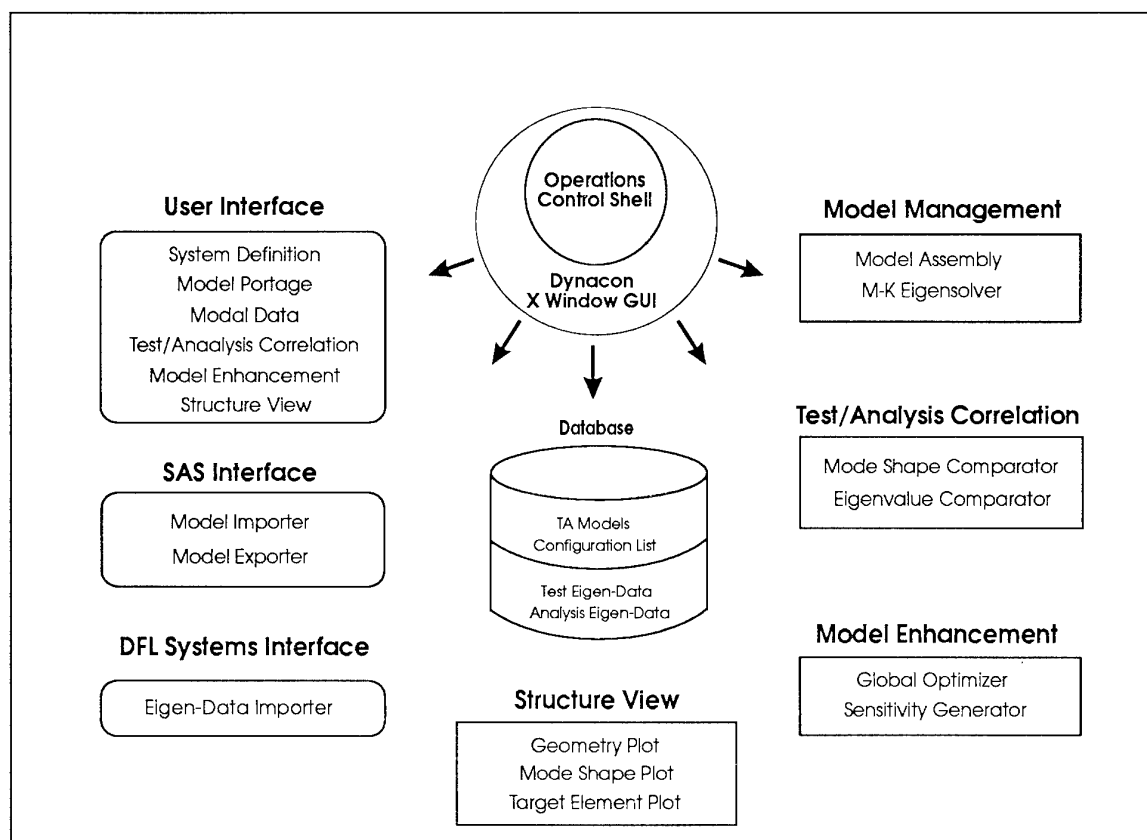 Operations
Control Shell
Dynacon
X Window GUI
User Interface
System Definition
Model Portage
Modal Data
Test/Anaalysis Correlation
Model Enhancement
Structure View
SAS Interface
Model Importer
Model Exporter
DFL Systems Interface
Eigen-Data Importer
Database
TA Models
Configuration List
Test Eigen-Data
Analysis Eigen-Data
Structure View
Geometry Plot
Mode Shape Plot
Target Element Plot
Model Management
Model Assembly
M-K Eigensolver
Test/Analysis Correlation
Mode Shape Comparator
Eigenvalue Comparator
Model Enhancement
Global Optimizer
Sensitivity Generator